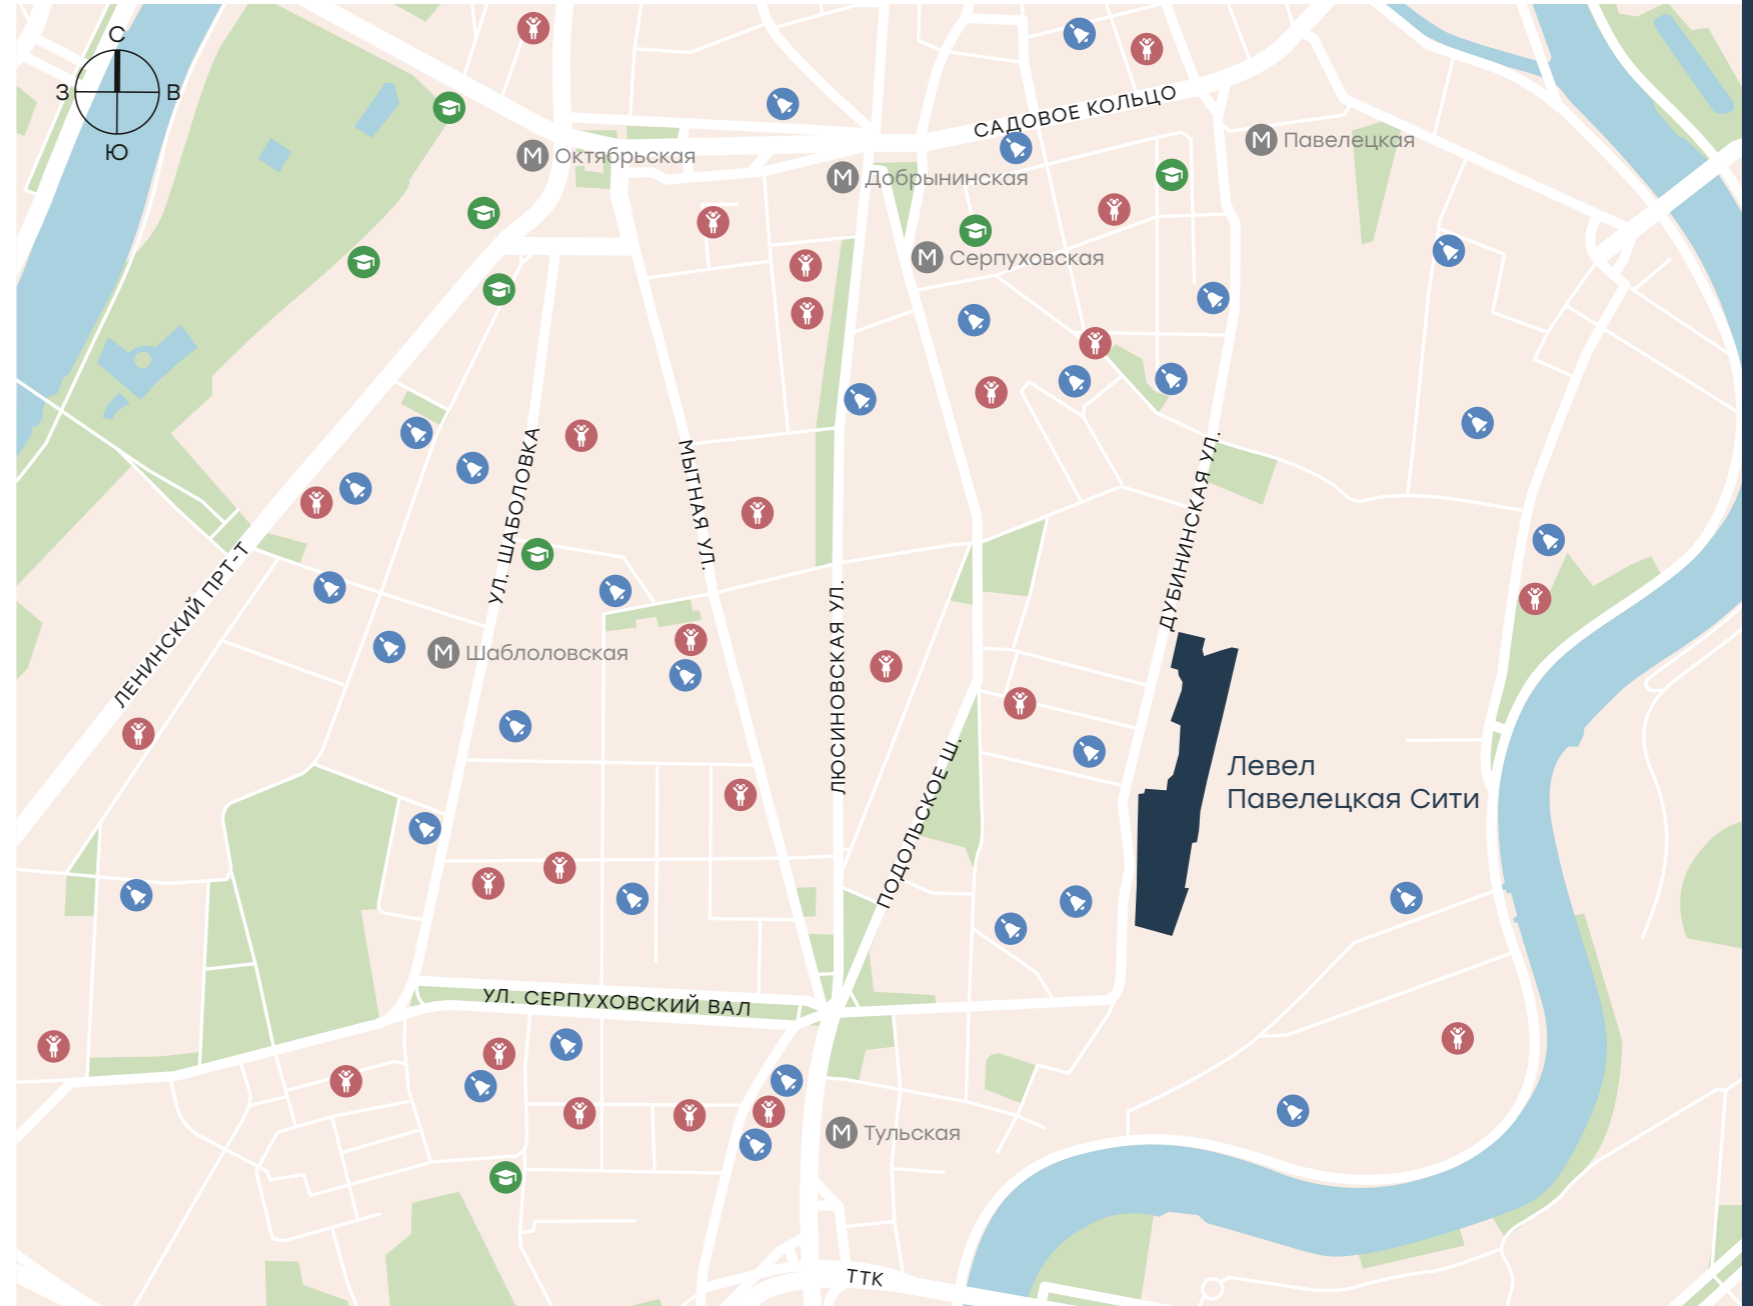 С
З
В
Ю
САДОВОЕ КОЛЬЦО
М Октябрьская
М Павелецкая
М Добрынинская
М Серпуховская
УЛ. ШАБОЛОВКА
МЫТНАЯ УЛ.
ДУБИНИНСКАЯ УЛ.
ЛЕНИНСКИЙ ПРТ-Т
ЛЮСИНОВСКАЯ УЛ.
М Шаблоловская
ПОДОЛЬСКОЕ Ш.
Левел
Павелецкая Сити
УЛ. СЕРПУХОВСКИЙ ВАЛ
М Тульская
ТТК